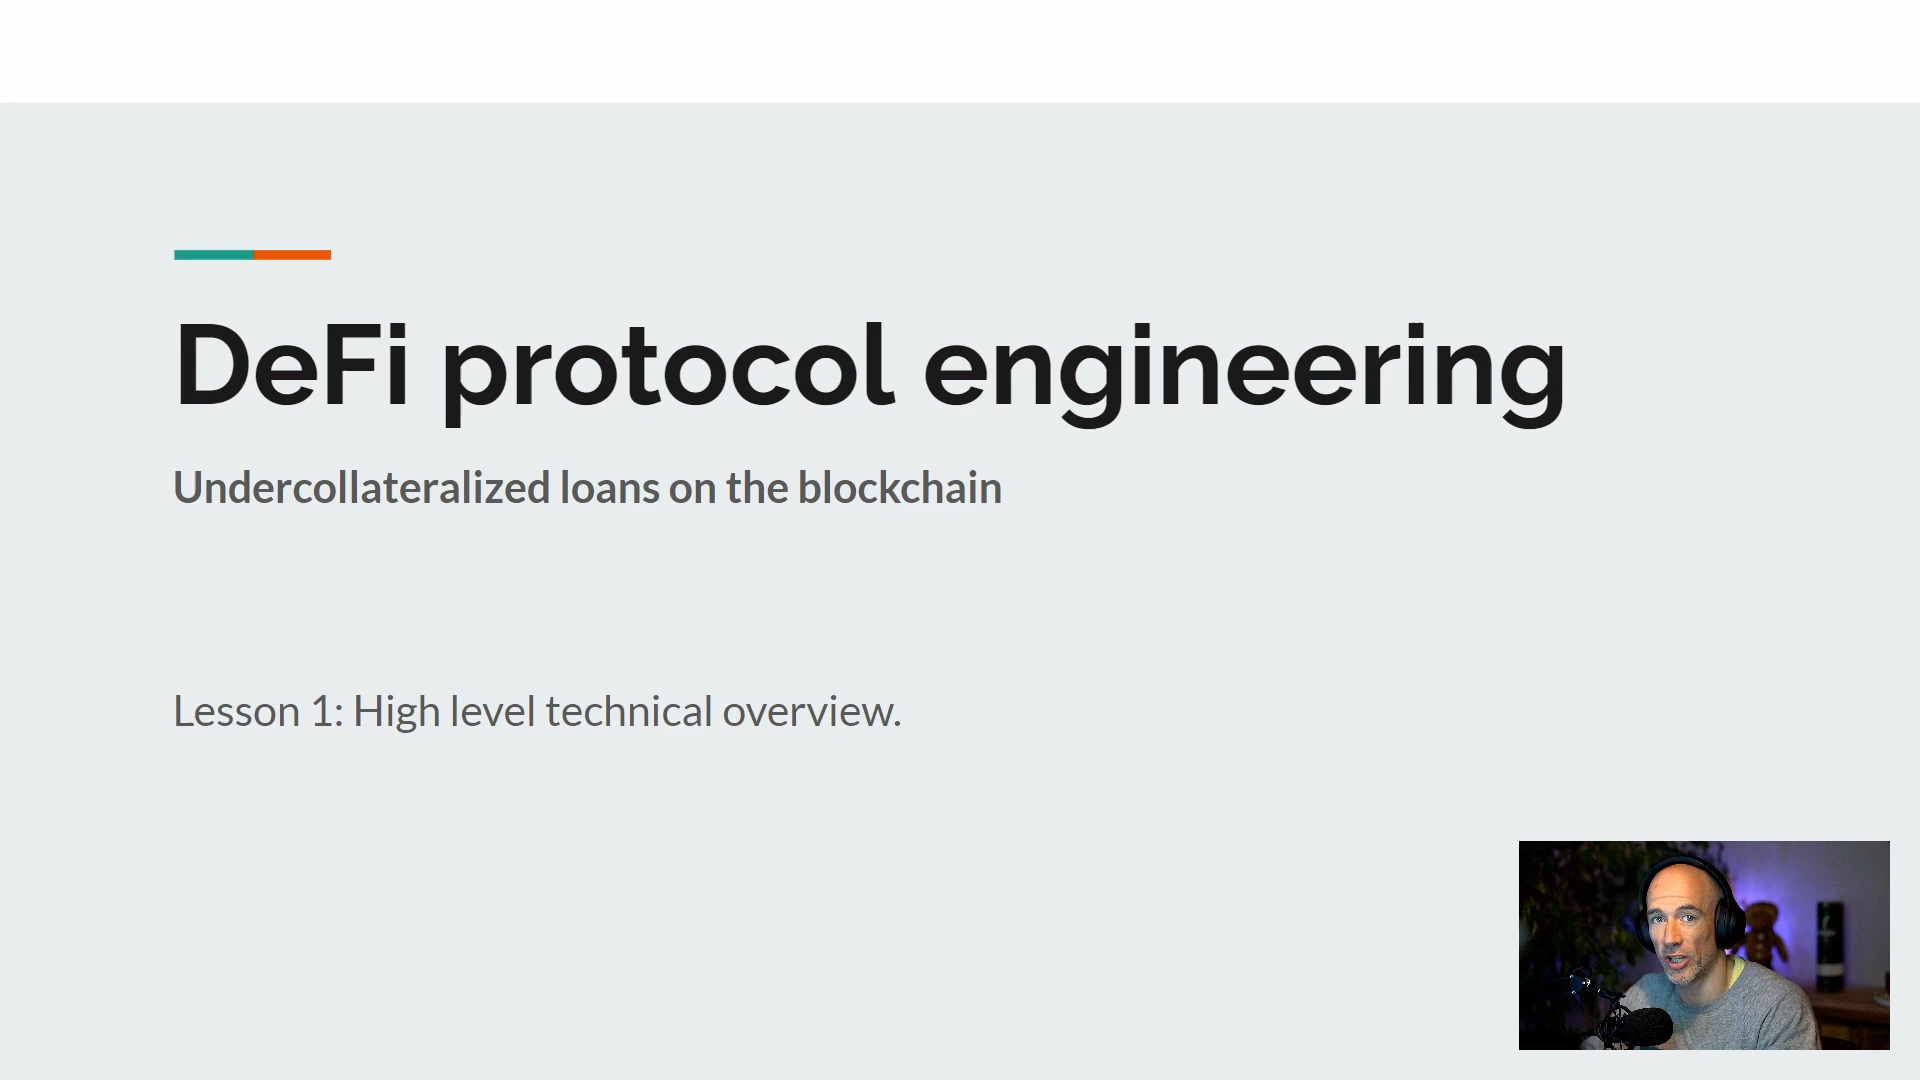 DeFi protocol engineering
Undercollateralized loans on the blockchain
Lesson 1: High level technical overview.